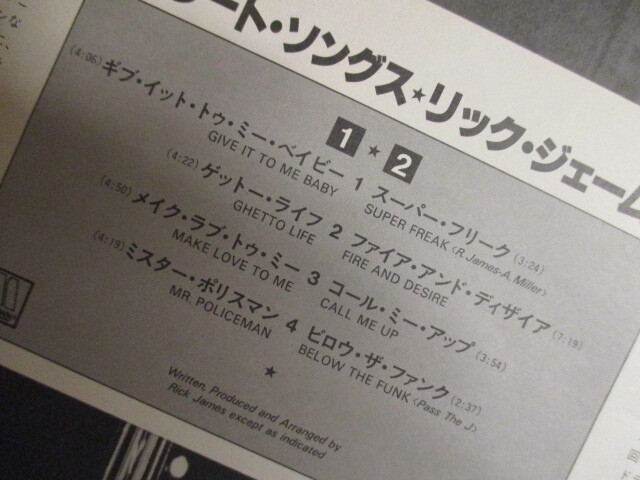 ート・ソングス★リック・ジェーム
1★2
(4:06) ギブ・イット・トゥ・ミー・ベイビー 1 スーパー・フリーク (3:24)
GIVE IT TO ME BABY SUPER FREAK <R. James-A. Miller>
(4:22) ゲットー・ライフ 2 ファイア・アンド・ディザイア (7:19)
GHETTO LIFE FIRE AND DESIRE
(4:50) メイク・ラブ・トゥ・ミー 3 コール・ミー・アップ (3:54)
MAKE LOVE TO ME CALL ME UP
(4:19) ミスター・ポリスマン 4 ビロウ・ザ・ファンク (2:37)
MR. POLICEMAN BELOW THE FUNK <Pass The J>
★
Written, Produced and Arranged by
Rick James except as indicated